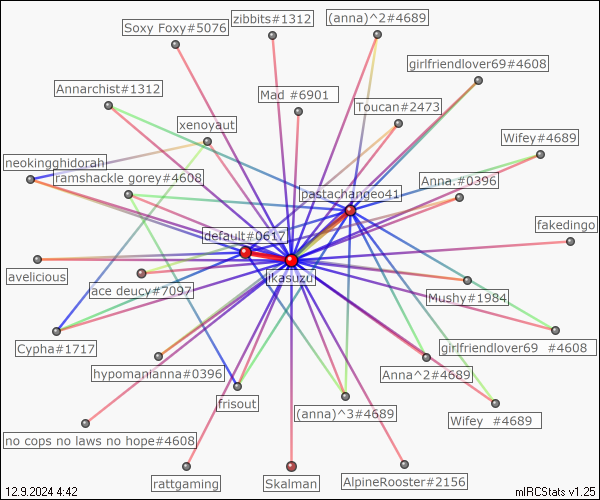 zibbits#1312
(anna)^2#4689
Soxy Foxy#5076
girlfriendlover69#4608
Annarchist#1312
Mad  #6901
Toucan#2473
xenoyaut
Wifey#4689
neokingghidorah
ramshackle gorey#4608
Anna.#0396
pastachangeo41
fakedingo
default#0617
avelicious
ikasuzu
ace deucy#7097
Mushy#1984
Cypha#1717
girlfriendlover69  #4608
hypomanianna#0396
Anna^2#4689
frisout
(anna)^3#4689
Wifey  #4689
no cops no laws no hope#4608
rattgaming
Skalman
AlpineRooster#2156
12.9.2024 4:42
mIRCStats v1.25